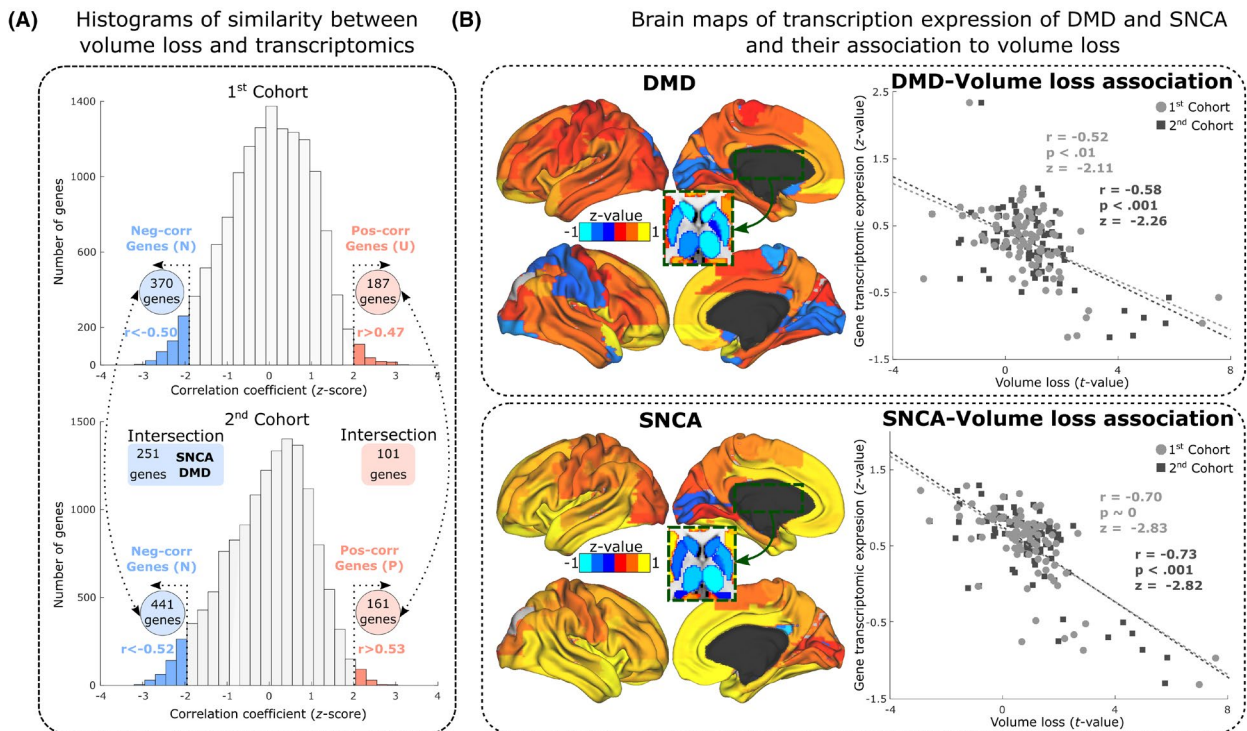 (A)
Histograms of similarity between
volume loss and transcriptomics
1st Cohort
1400
1000
600
200
0
Number of genes
Neg-corr
Genes (N)
370
genes
r<-0.50
Pos-corr
Genes (U)
187
genes
r>0.47
-4 -3 -2 -1 0 1 2 3 4
Correlation coefficient (z-score)
2nd Cohort
1500
1000
500
0
Number of genes
Intersection
251
genes
SNCA
DMD
Intersection
101
genes
Neg-corr
Genes (N)
441
genes
r<-0.52
Pos-corr
Genes (P)
161
genes
r>0.53
-4 -3 -2 -1 0 1 2 3 4
Correlation coefficient (z-score)
(B)
Brain maps of transcription expression of DMD and SNCA
and their association to volume loss
DMD
z-value
-1 1
DMD-Volume loss association
2.5
1.5
0.5
-0.5
-1.5
Gene transcriptomic expression (z-value)
1st Cohort
2nd Cohort
r = -0.52
p < .01
z = -2.11
r = -0.58
p < .001
z = -2.26
-4 0 4 8
Volume loss (t-value)
SNCA
z-value
-1 1
SNCA-Volume loss association
1.5
0.5
-0.5
-1.5
Gene transcriptomic expression (z-value)
1st Cohort
2nd Cohort
r = -0.70
p ~ 0
z = -2.83
r = -0.73
p < .001
z = -2.82
-4 0 4 8
Volume loss (t-value)